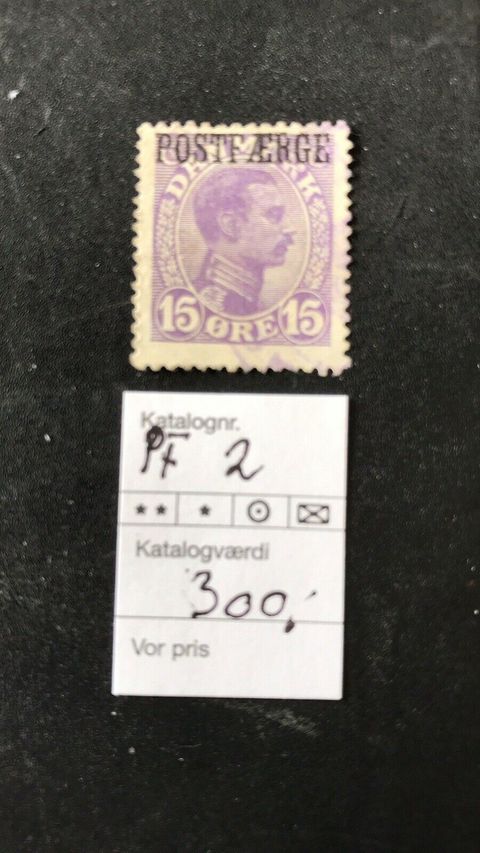 POSTFÆRGE
DANMARK
15 ØRE 15
Katalognr.
PF 2
Katalogværdi
300,-
Vor pris